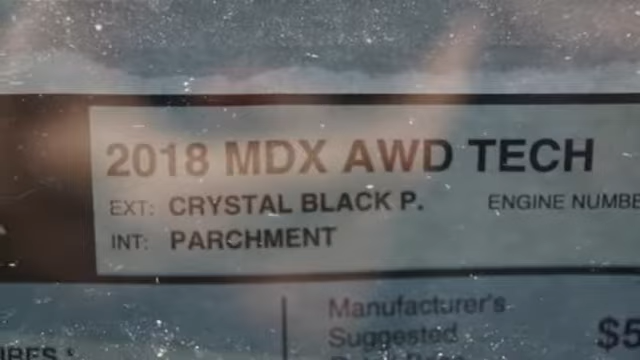 2018 MDX AWD TECH
EXT: CRYSTAL BLACK P. ENGINE NUMBE
INT: PARCHMENT
Manufacturer's
Suggested
$5